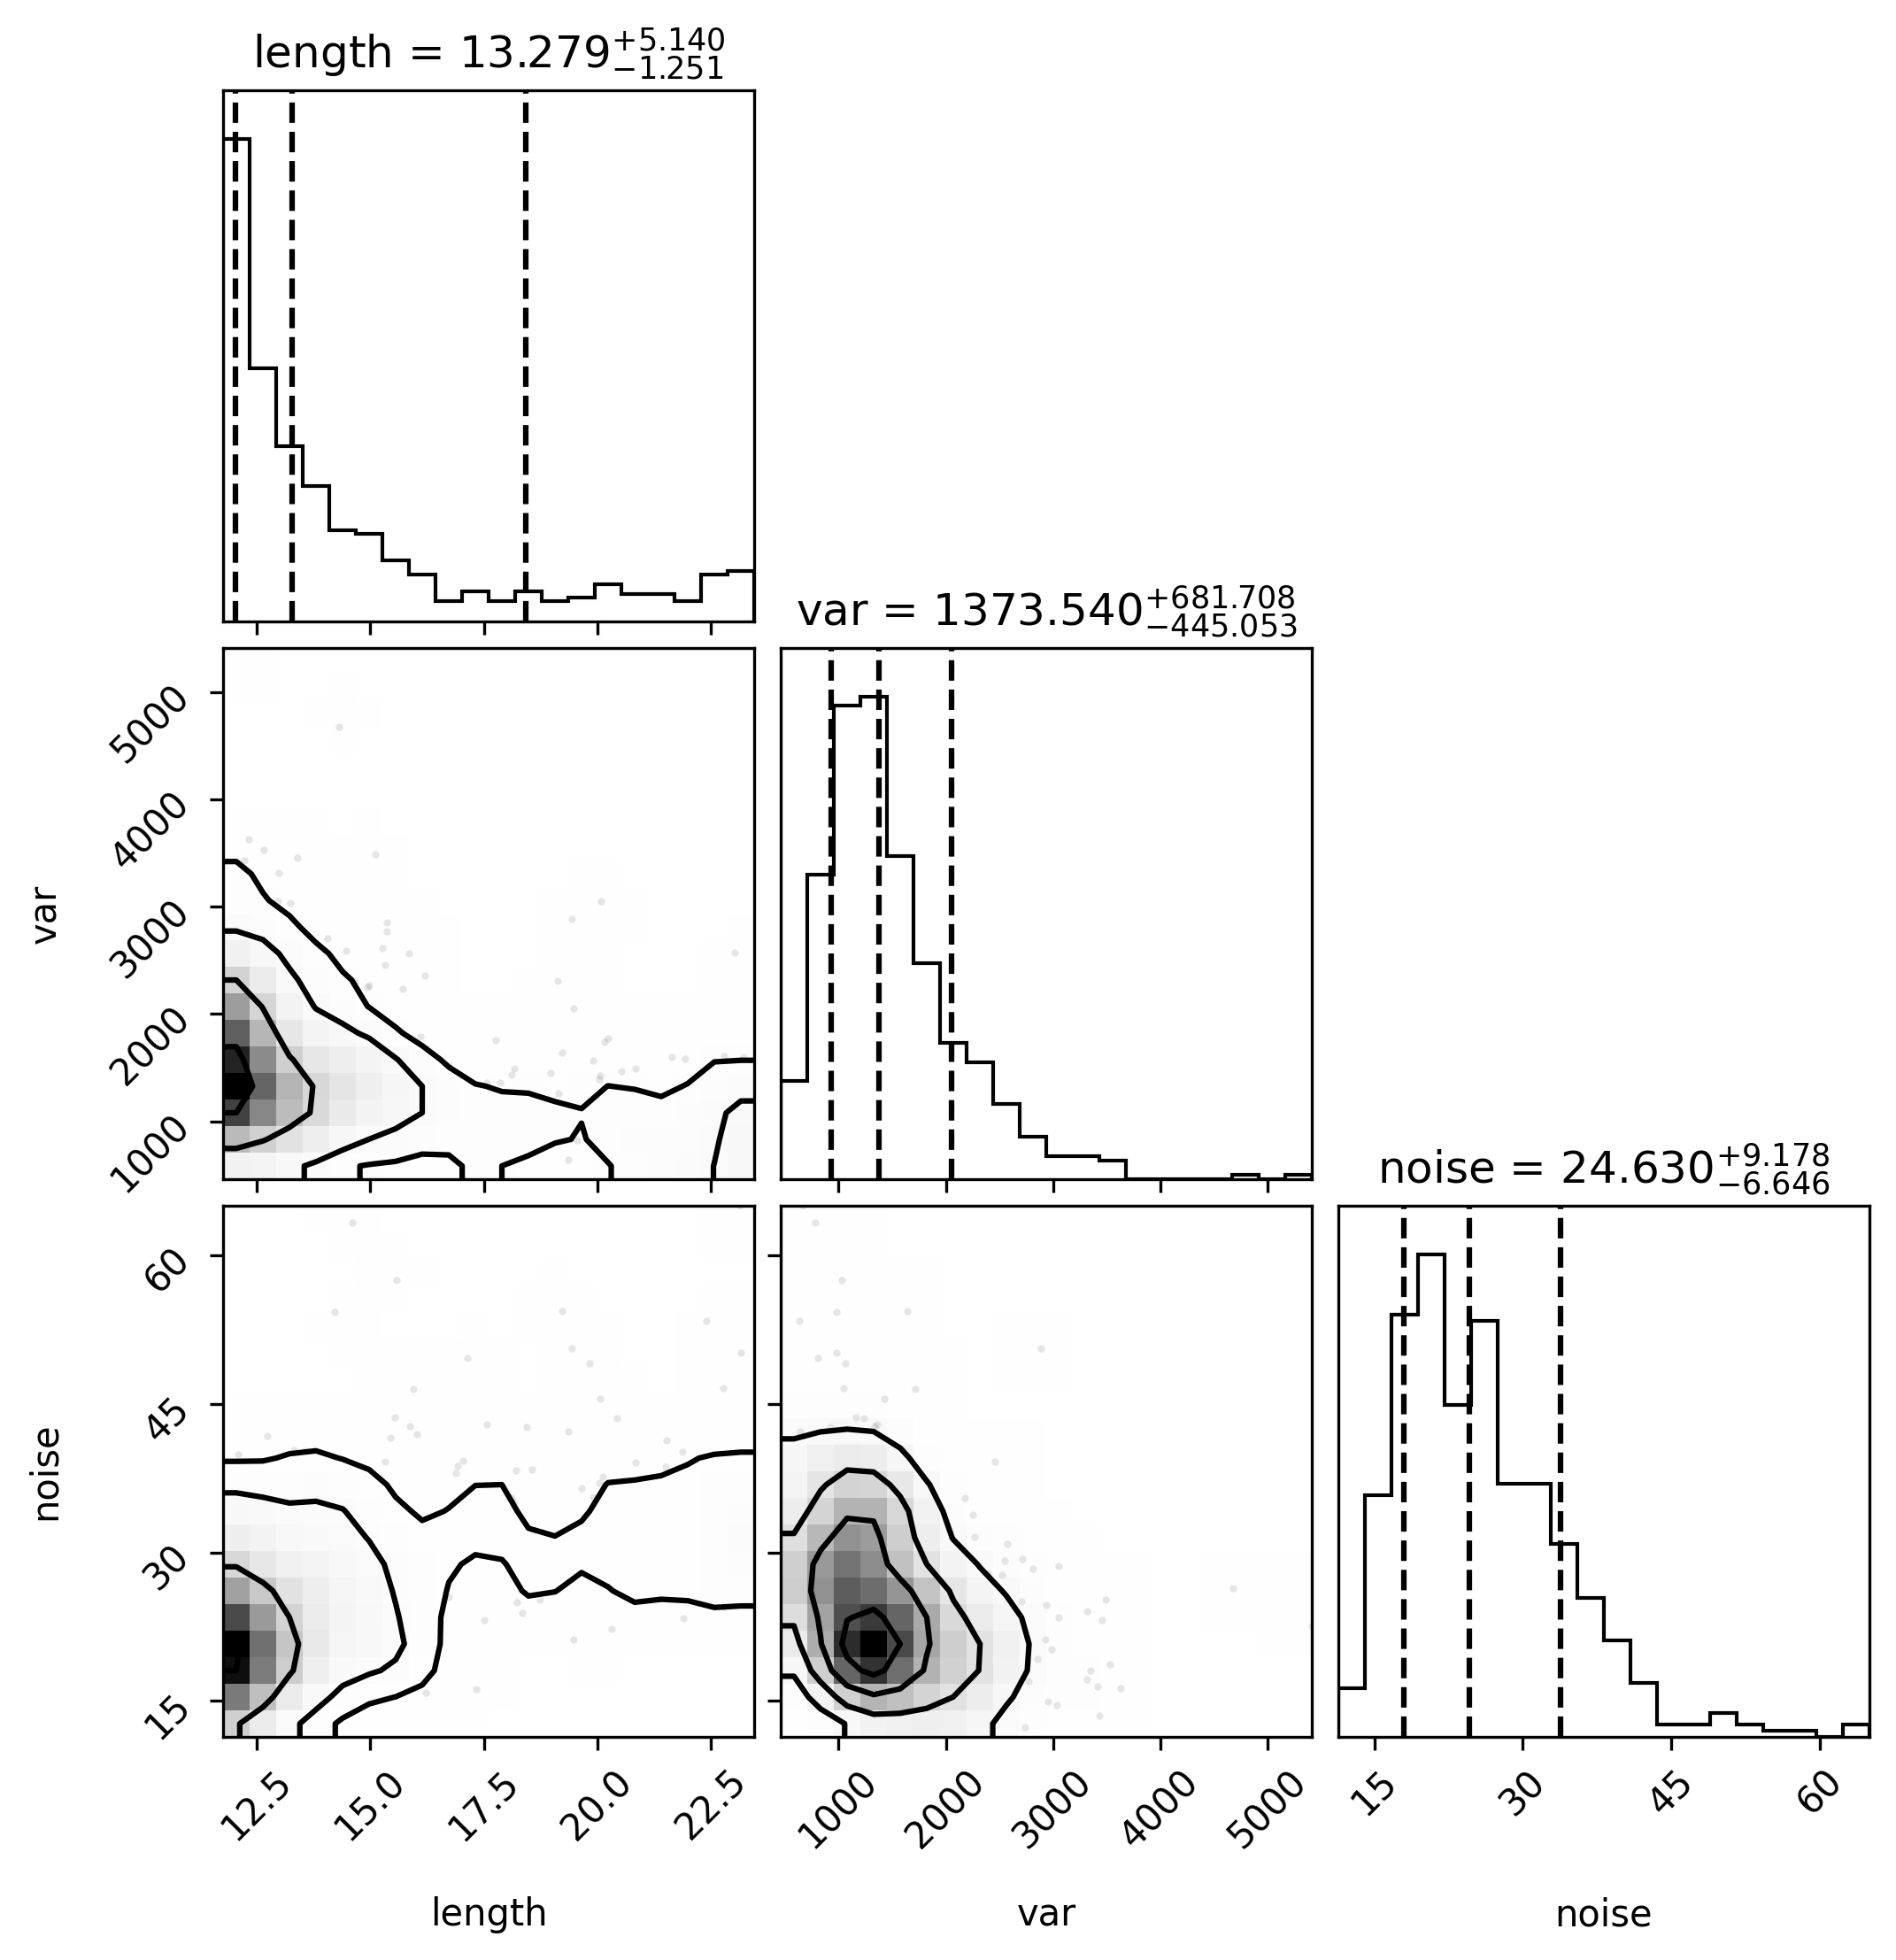 length = 13.279 +5.140 −1.251
var = 1373.540 +681.708 −445.053
5000
4000
3000
2000
1000
var
noise = 24.630 +9.178 −6.646
60
45
30
15
noise
12.5 15.0 17.5 20.0 22.5
1000 2000 3000 4000 5000
15 30 45 60
length
var
noise